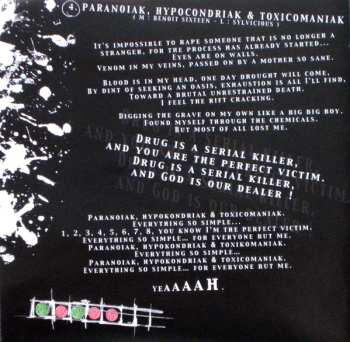 4. Paranoiak, Hypocondriak & Toxicomaniak
( M : Benoit Sixteen - L : Sylvicious )
It's impossible to rape someone that is no longer a
stranger, for the process has already started...
Eyes are on walls.
Venom in my veins, passed on by a mother so sane.
Blood is in my head, one day drought will come,
By dint of seeking an oasis, exhaustion is all I'll find,
Toward a brutal unrestrained death.
I feel the rift cracking.
Digging the grave on my own like a big big boy.
Found myself through the chemicals.
But most of all lost me.
Drug is a serial killer,
and you are the perfect victim.
Drug is a serial killer,
and God is our dealer !
Paranoiak, hypokondriak & toxicomaniak.
Everything so simple...
1, 2, 3, 4, 5, 6, 7, 8, you know I'm the perfect victim.
Everything so simple... for everyone but me.
Paranoiak, hypokondriak & toxikomaniak.
Everything so simple... for everyone but me.
Paranoiak, hypokondriak & toxicomaniak.
Everything so simple... for everyone but me.
yeAAAAH.